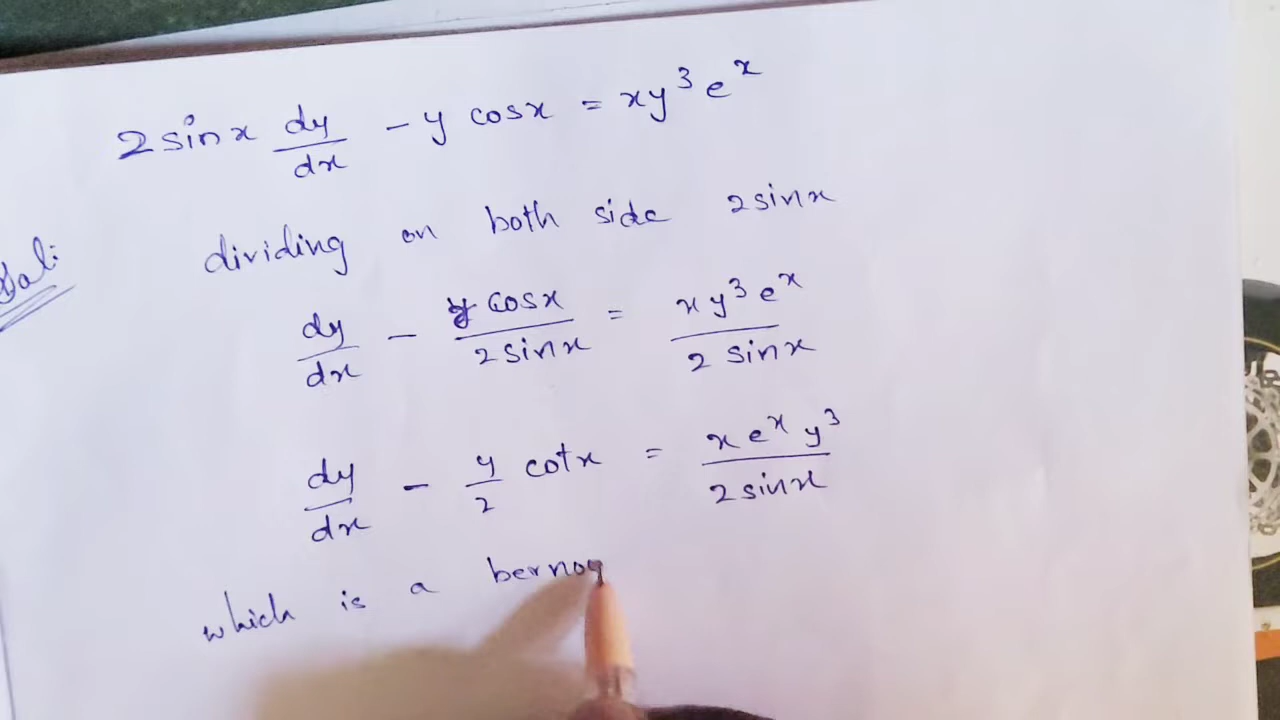 2 sin x dy/dx - y cos x = xy³ eˣ
Sol:
dividing on both side 2 sin x
dy/dx - y cos x / 2 sin x = x y³ eˣ / 2 sin x
dy/dx - y/2 cot x = x eˣ y³ / 2 sin x
which is a bernou